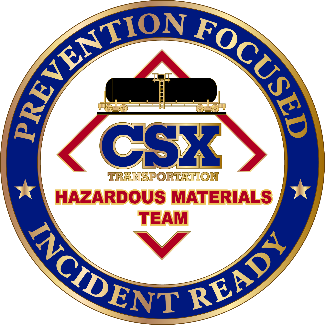 PREVENTION FOCUSED
CSX
TRANSPORTATION
HAZARDOUS MATERIALS
TEAM
INCIDENT READY